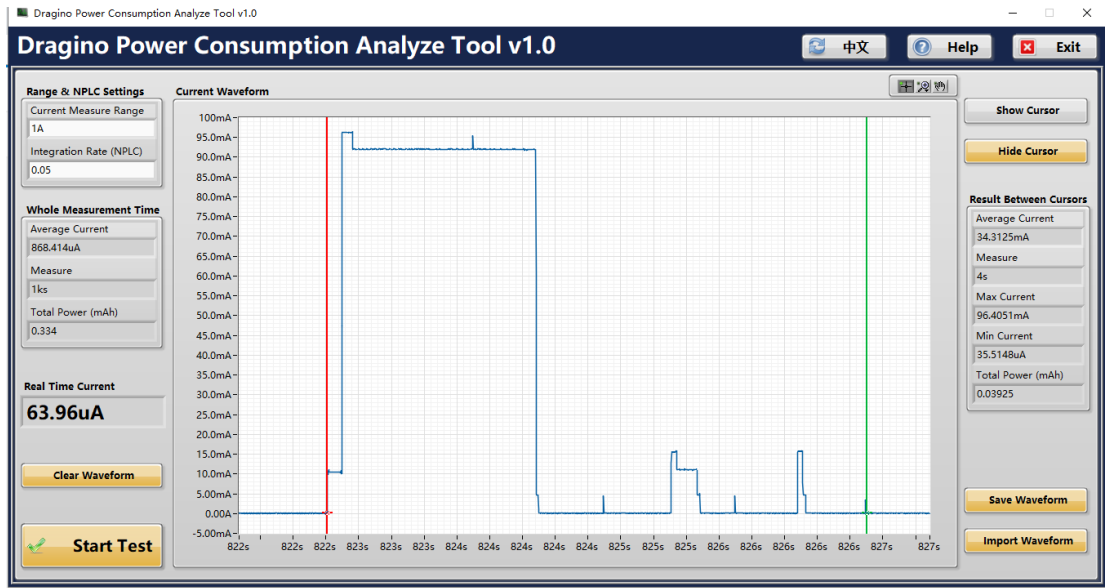 Dragino Power Consumption Analyze Tool v1.0
Dragino Power Consumption Analyze Tool v1.0
中文
Help
Exit
Range & NPLC Settings
Current Measure Range
1A
Integration Rate (NPLC)
0.05
Whole Measurement Time
Average Current
868.414uA
Measure
1ks
Total Power (mAh)
0.334
Real Time Current
63.96uA
Clear Waveform
Start Test
Current Waveform
100mA
95.0mA
90.0mA
85.0mA
80.0mA
75.0mA
70.0mA
65.0mA
60.0mA
55.0mA
50.0mA
45.0mA
40.0mA
35.0mA
30.0mA
25.0mA
20.0mA
15.0mA
10.0mA
5.00mA
0.00A
-5.00mA
822s 822s 822s 823s 823s 823s 824s 824s 824s 824s 824s 825s 825s 825s 826s 826s 826s 826s 826s 827s 827s
Show Cursor
Hide Cursor
Result Between Cursors
Average Current
34.3125mA
Measure
4s
Max Current
96.4051mA
Min Current
35.5148uA
Total Power (mAh)
0.03925
Save Waveform
Import Waveform